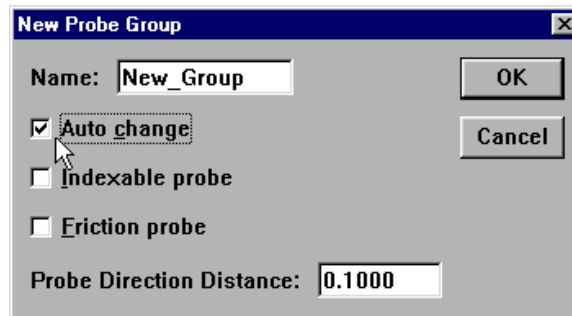 New Probe Group
Name: New_Group
OK
Auto change
Cancel
Indexable probe
Friction probe
Probe Direction Distance: 0.1000